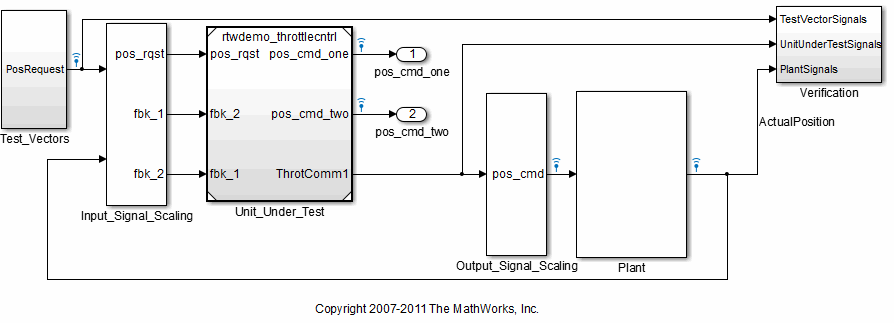 PosRequest
Test_Vectors
pos_rqst
fbk_1
fbk_2
Input_Signal_Scaling
rtwdemo_throttlecntrl
pos_rqst pos_cmd_one
fbk_2 pos_cmd_two
fbk_1 ThrotComm1
Unit_Under_Test
1
pos_cmd_one
2
pos_cmd_two
pos_cmd
Output_Signal_Scaling
Plant
TestVectorSignals
UnitUnderTestSignals
PlantSignals
Verification
ActualPosition
Copyright 2007-2011 The MathWorks, Inc.